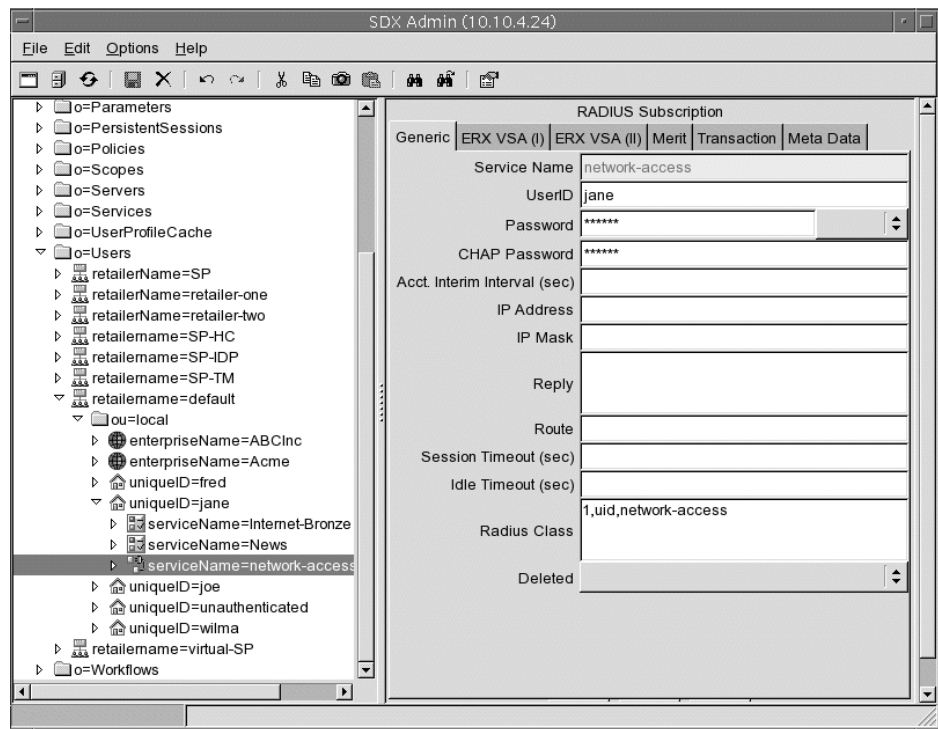 SDX Admin (10.10.4.24)
File Edit Options Help
o=Parameters
o=PersistentSessions
o=Policies
o=Scopes
o=Servers
o=Services
o=UserProfileCache
o=Users
retailerName=SP
retailerName=retailer-one
retailerName=retailer-two
retailername=SP-HC
retailername=SP-IDP
retailername=SP-TM
retailername=default
ou=local
enterpriseName=ABCInc
enterpriseName=Acme
uniqueID=fred
uniqueID=jane
serviceName=Internet-Bronze
serviceName=News
serviceName=network-access
uniqueID=joe
uniqueID=unauthenticated
uniqueID=wilma
retailername=virtual-SP
o=Workflows
RADIUS Subscription
Generic ERX VSA (I) ERX VSA (II) Merit Transaction Meta Data
Service Name network-access
UserID jane
Password ******
CHAP Password ******
Acct. Interim Interval (sec)
IP Address
IP Mask
Reply
Route
Session Timeout (sec)
Idle Timeout (sec)
Radius Class 1,uid,network-access
Deleted